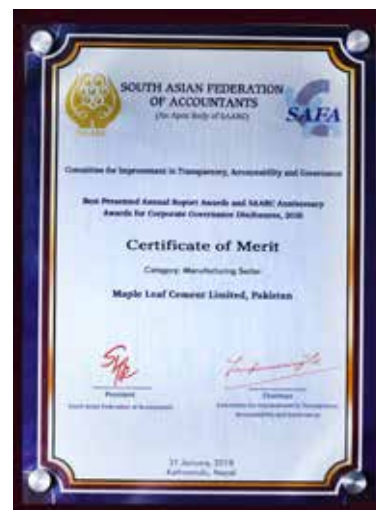 SOUTH ASIAN FEDERATION
OF ACCOUNTANTS
(An Apex Body of SAARC)
SAFA
Committee for Improvement in Transparency, Accountability and Governance
Best Presented Annual Report Awards and SAARC Anniversary
Awards for Corporate Governance Disclosures,
Certificate of Merit
Category: Manufacturing Sector
Maple Leaf Cement Limited, Pakistan
President
Chairman
South Asian Federation of Accountants
Committee for Improvement in Transparency,
Accountability and Governance
January,
Kathmandu, Nepal